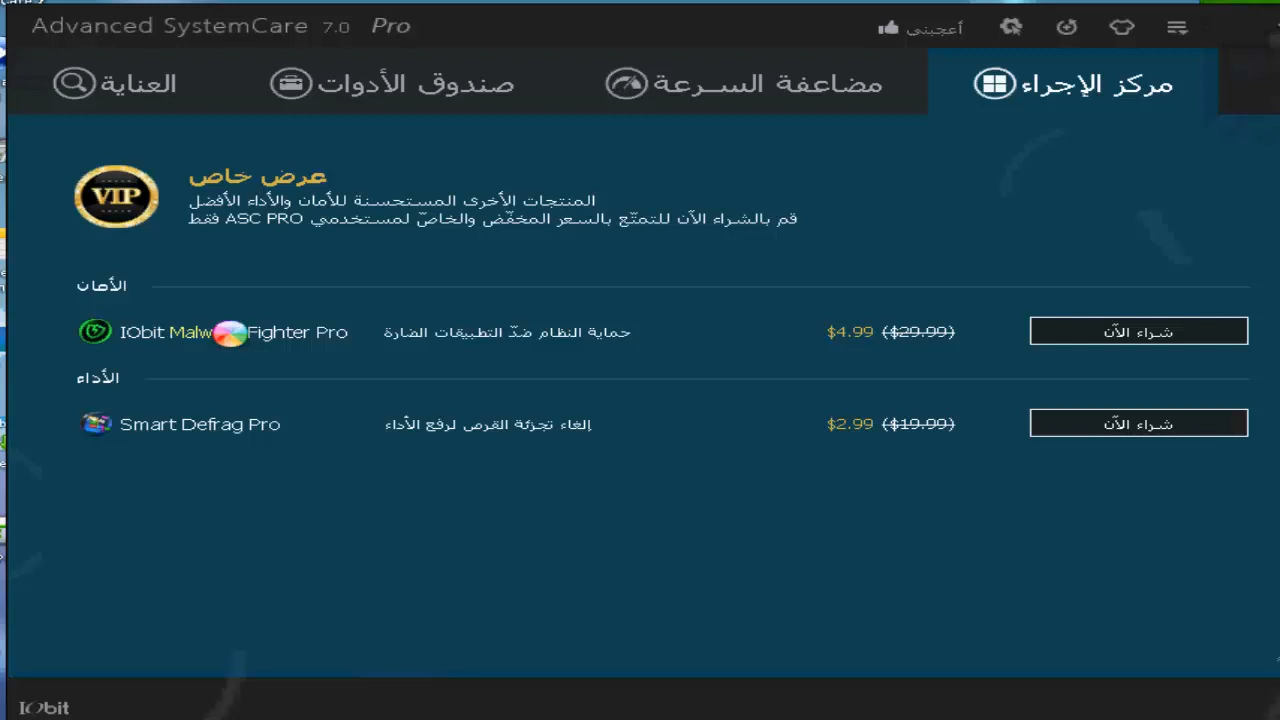 Advanced SystemCare 7.0 Pro
أعجبني
العناية
صندوق الأدوات
مضاعفة السـرعة
مركز الإجراء
VIP
عرض خاص
المنتجات الأخرى المستحسنة للأمان والأداء الأفضل
قم بالشراء الآن للتمتّع بالسعر المخفّض والخاصّ لمستخدمي ASC PRO فقط
الأمان
IObit Malw Fighter Pro حماية النظام ضدّ التطبيقات الضارة $4.99 ($29.99) شراء الآن
الأداء
Smart Defrag Pro إلغاء تجزئة القرص لرفع الأداء $2.99 ($19.99) شراء الآن
IObit